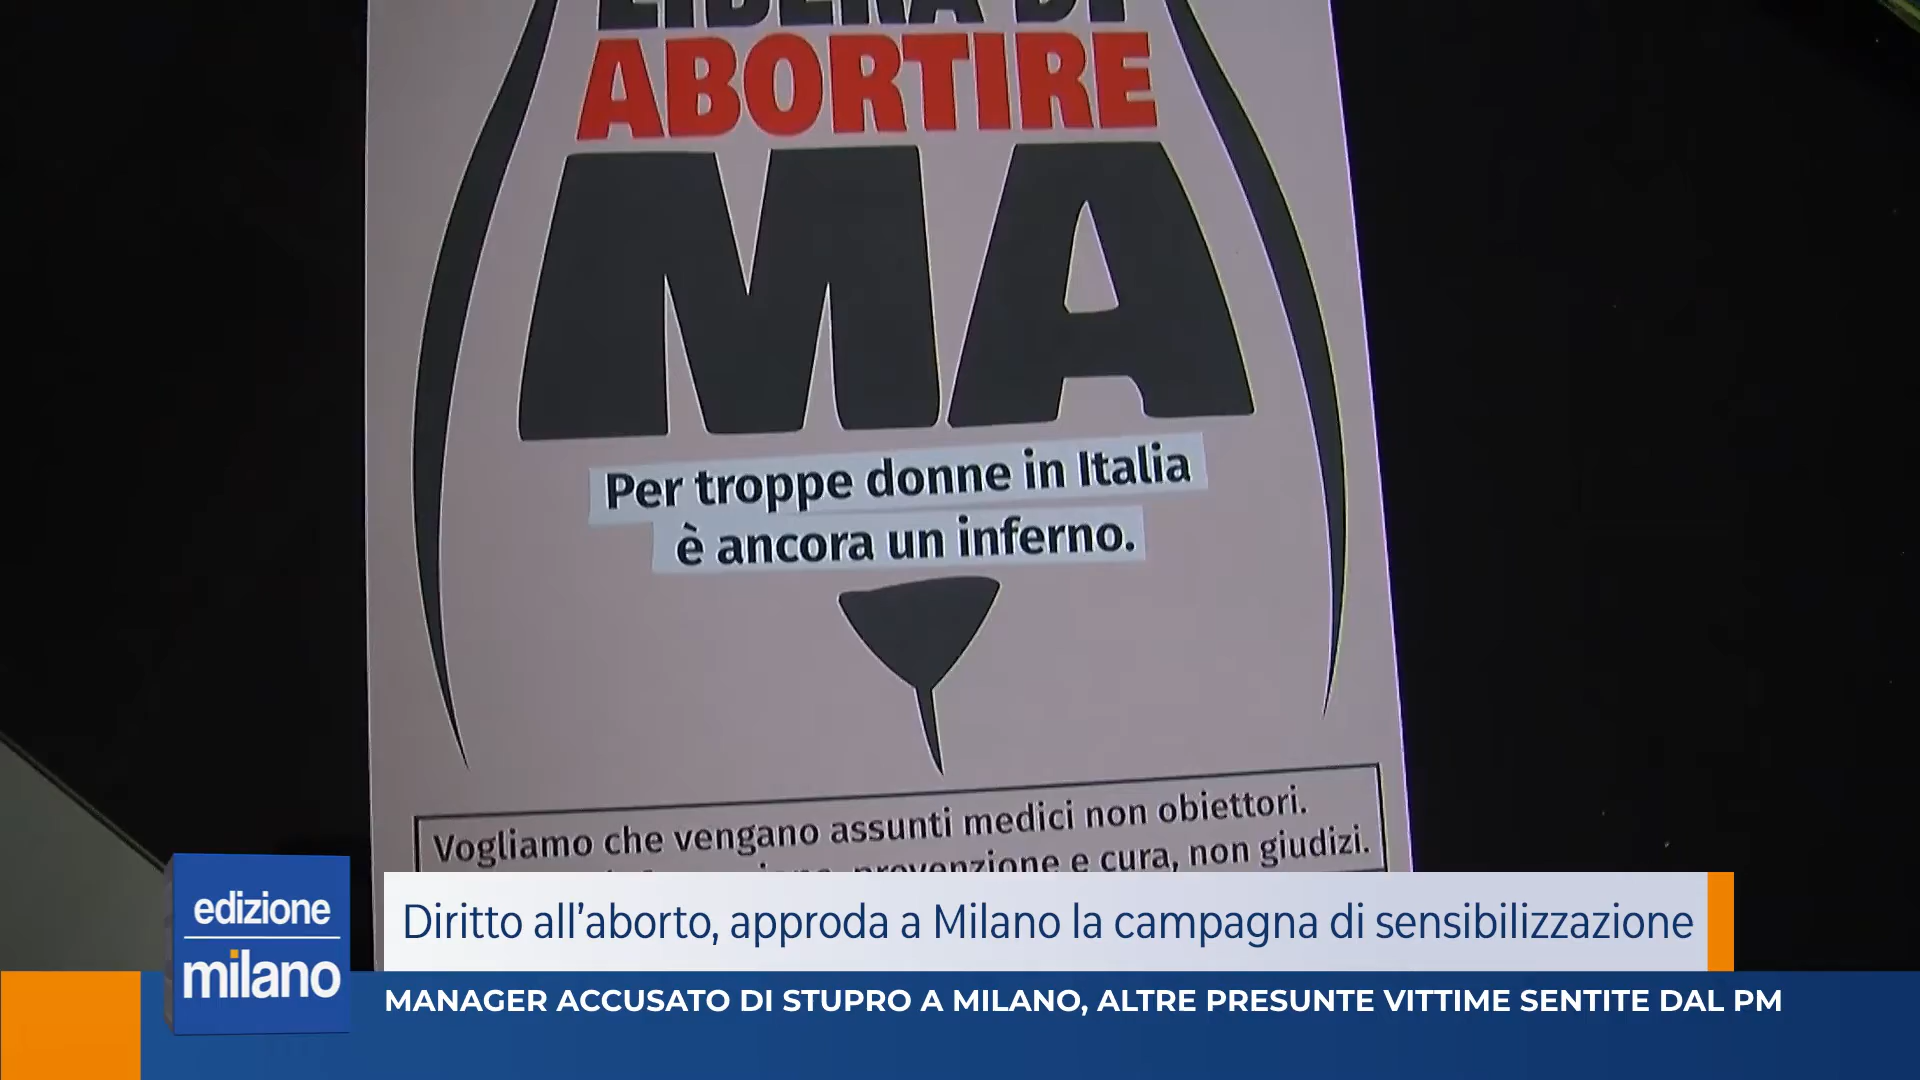 LIBERA DI
ABORTIRE
MA
Per troppe donne in Italia
è ancora un inferno.
Vogliamo che vengano assunti medici non obiettori.
prevenzione e cura, non giudizi.
edizione
milano
Diritto all'aborto, approda a Milano la campagna di sensibilizzazione
MANAGER ACCUSATO DI STUPRO A MILANO, ALTRE PRESUNTE VITTIME SENTITE DAL PM